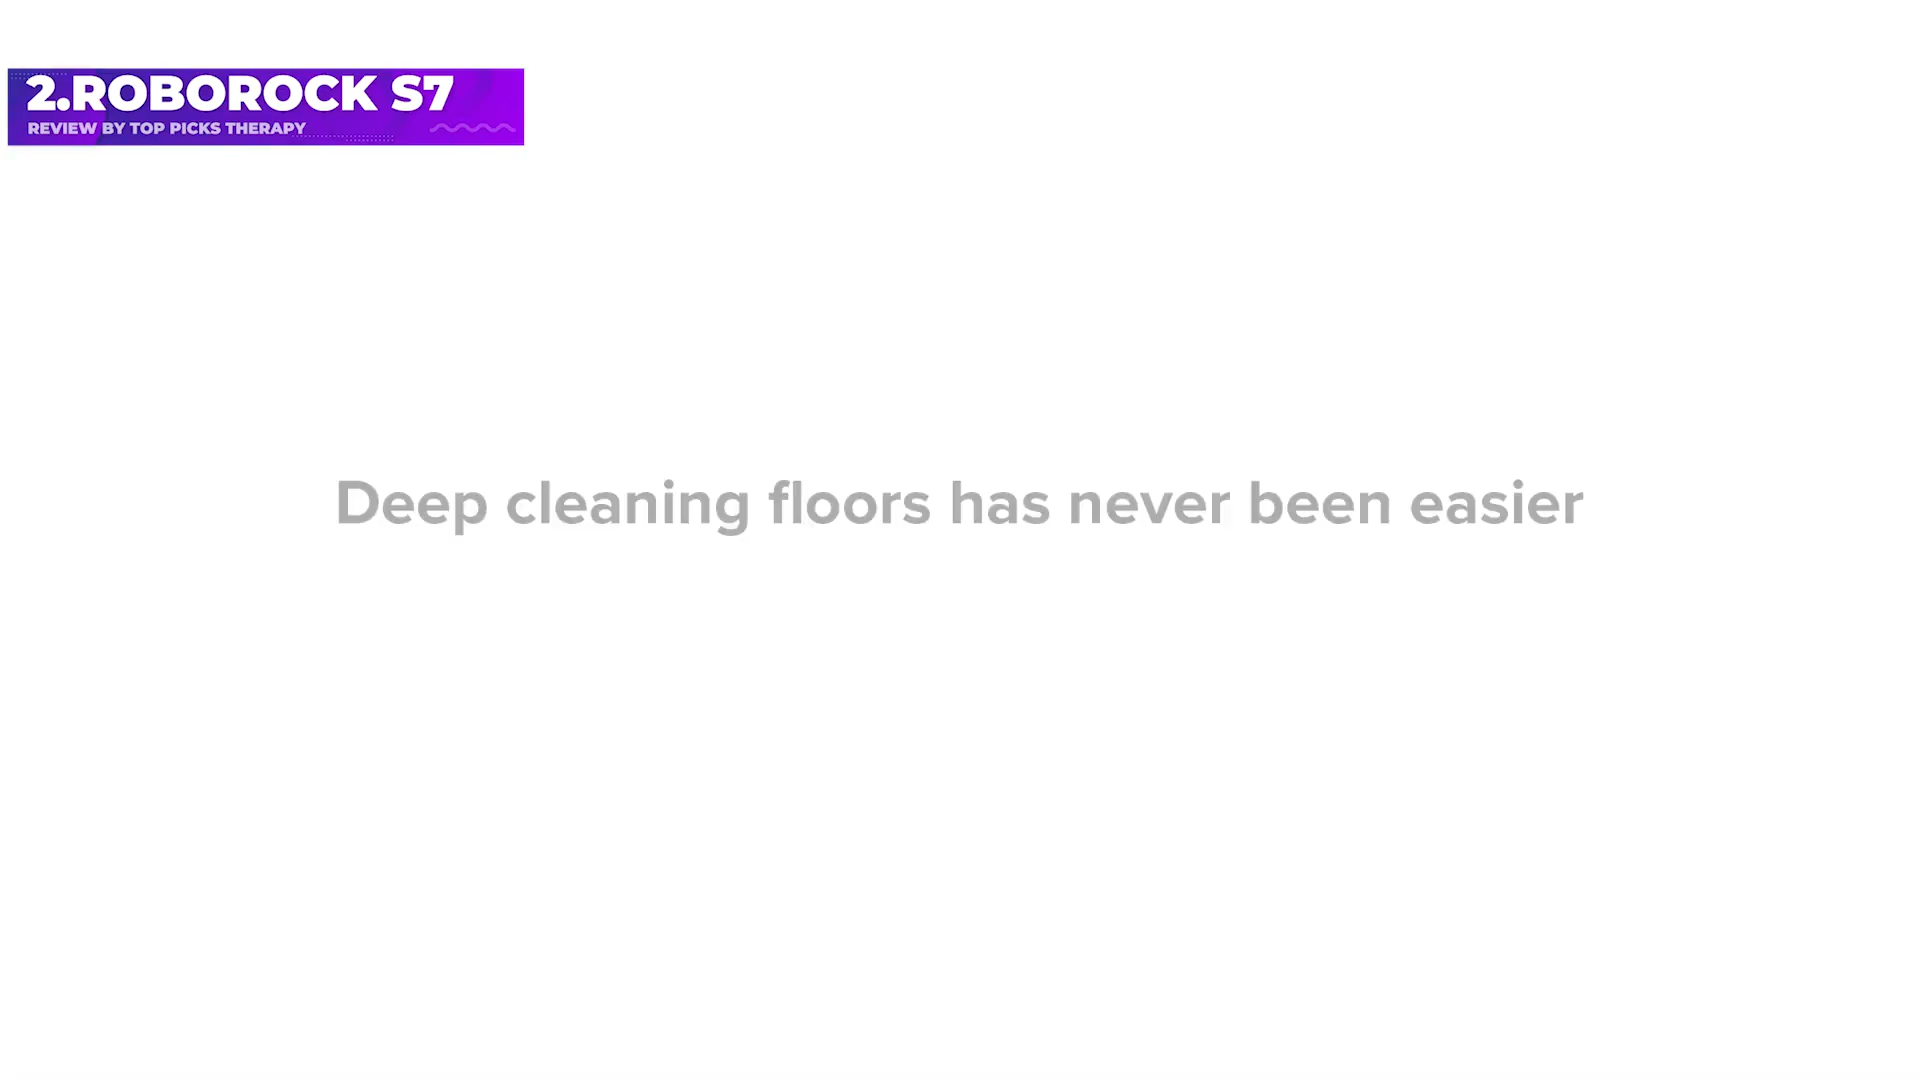 2.ROBOROCK S7
REVIEW BY TOP PICKS THERAPY
Deep cleaning floors has never been easier